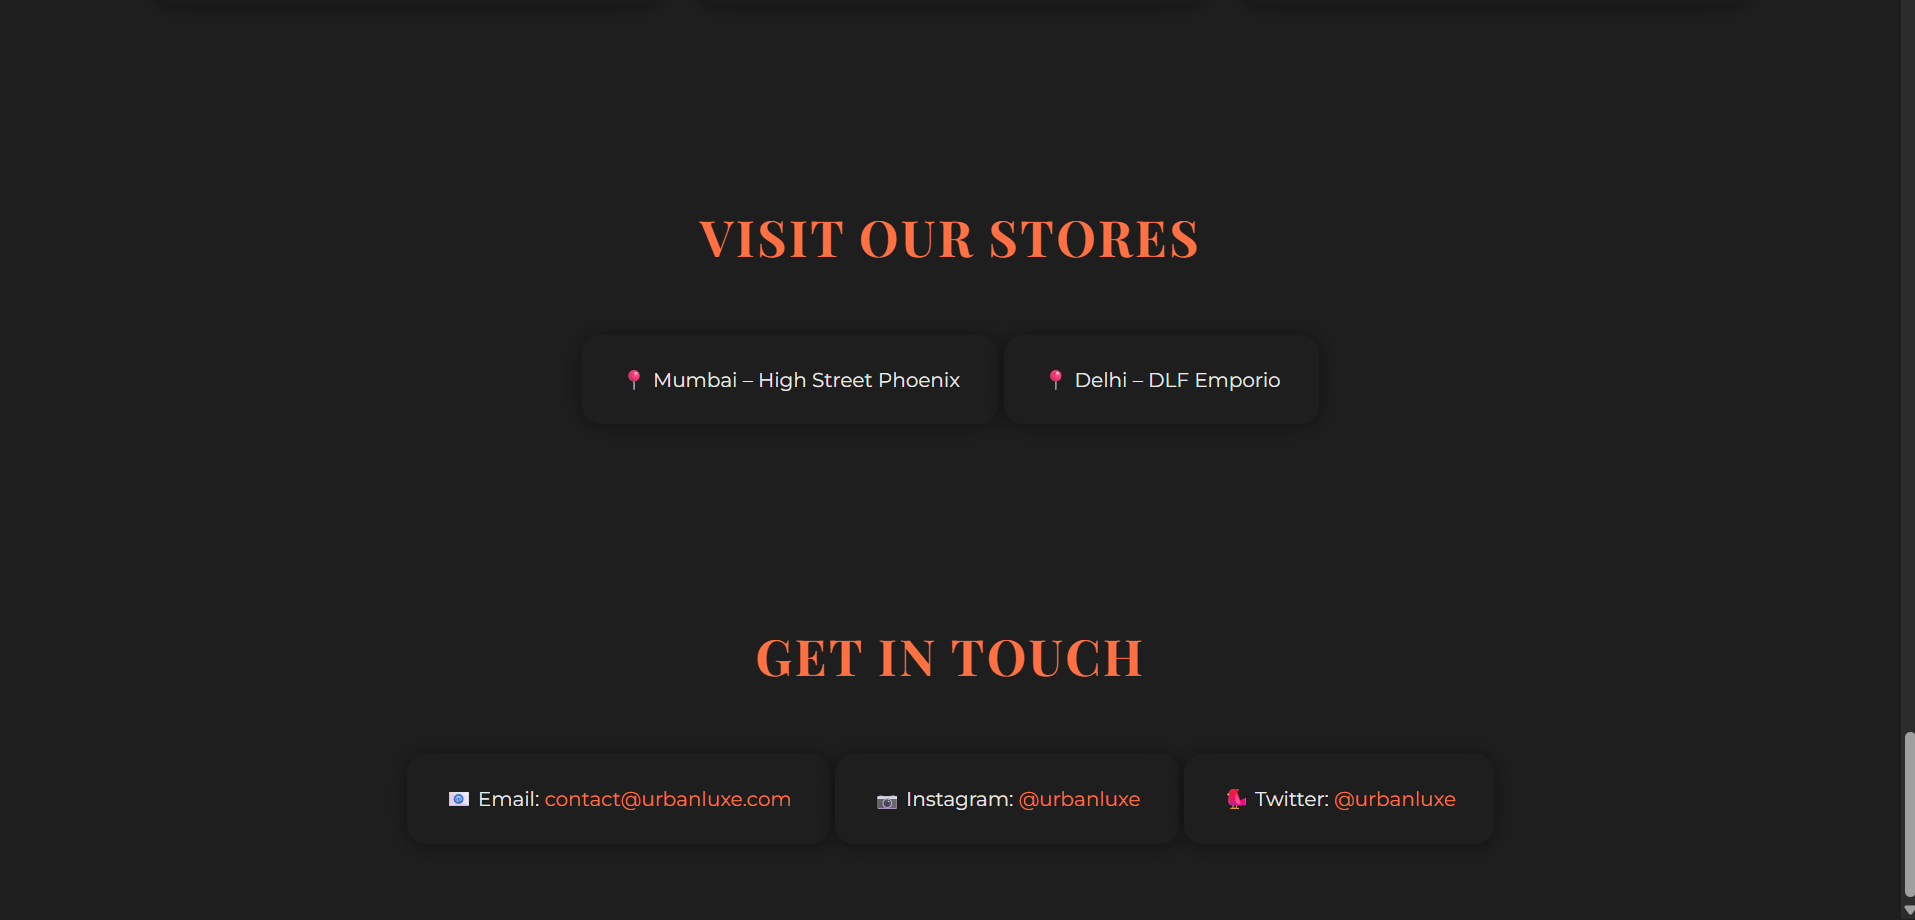 VISIT OUR STORES
📍 Mumbai – High Street Phoenix
📍 Delhi – DLF Emporio
GET IN TOUCH
📧 Email: contact@urbanluxe.com
📷 Instagram: @urbanluxe
🐦 Twitter: @urbanluxe